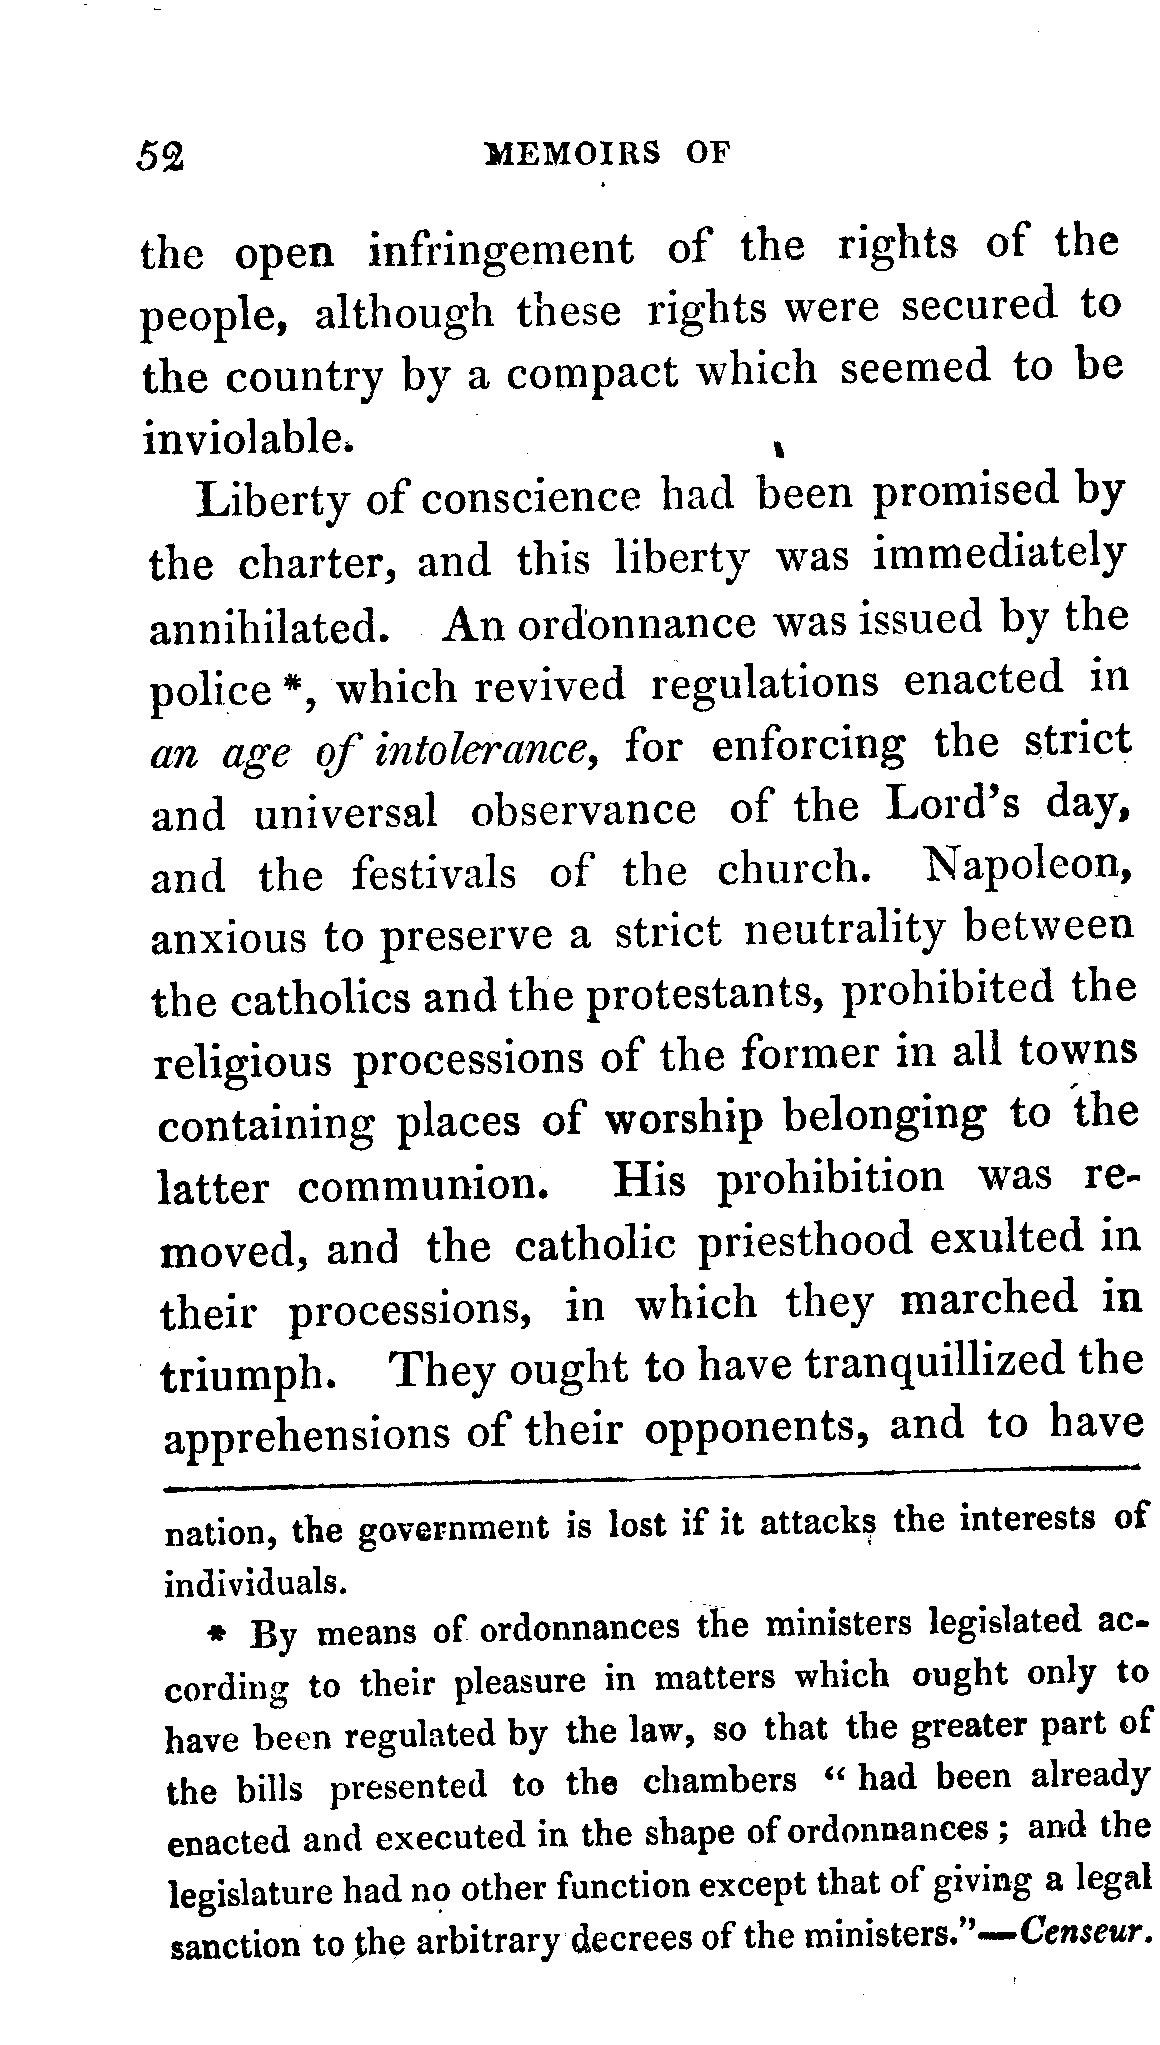 52 MEMOIRS OF
the open infringement of the rights of the
people, although these rights were secured to
the country by a compact which seemed to be
inviolable.
Liberty of conscience had been promised by
the charter, and this liberty was immediately
annihilated. An ordonnance was issued by the
police *, which revived regulations enacted in
an age of intolerance, for enforcing the strict
and universal observance of the Lord's day,
and the festivals of the church. Napoleon,
anxious to preserve a strict neutrality between
the catholics and the protestants, prohibited the
religious processions of the former in all towns
containing places of worship belonging to the
latter communion. His prohibition was re-
moved, and the catholic priesthood exulted in
their processions, in which they marched in
triumph. They ought to have tranquillized the
apprehensions of their opponents, and to have
nation, the government is lost if it attacks the interests of
individuals.
* By means of ordonnances the ministers legislated ac-
cording to their pleasure in matters which ought only to
have been regulated by the law, so that the greater part of
the bills presented to the chambers “ had been already
enacted and executed in the shape of ordonnances ; and the
legislature had no other function except that of giving a legal
sanction to the arbitrary decrees of the ministers.”—Censeur.